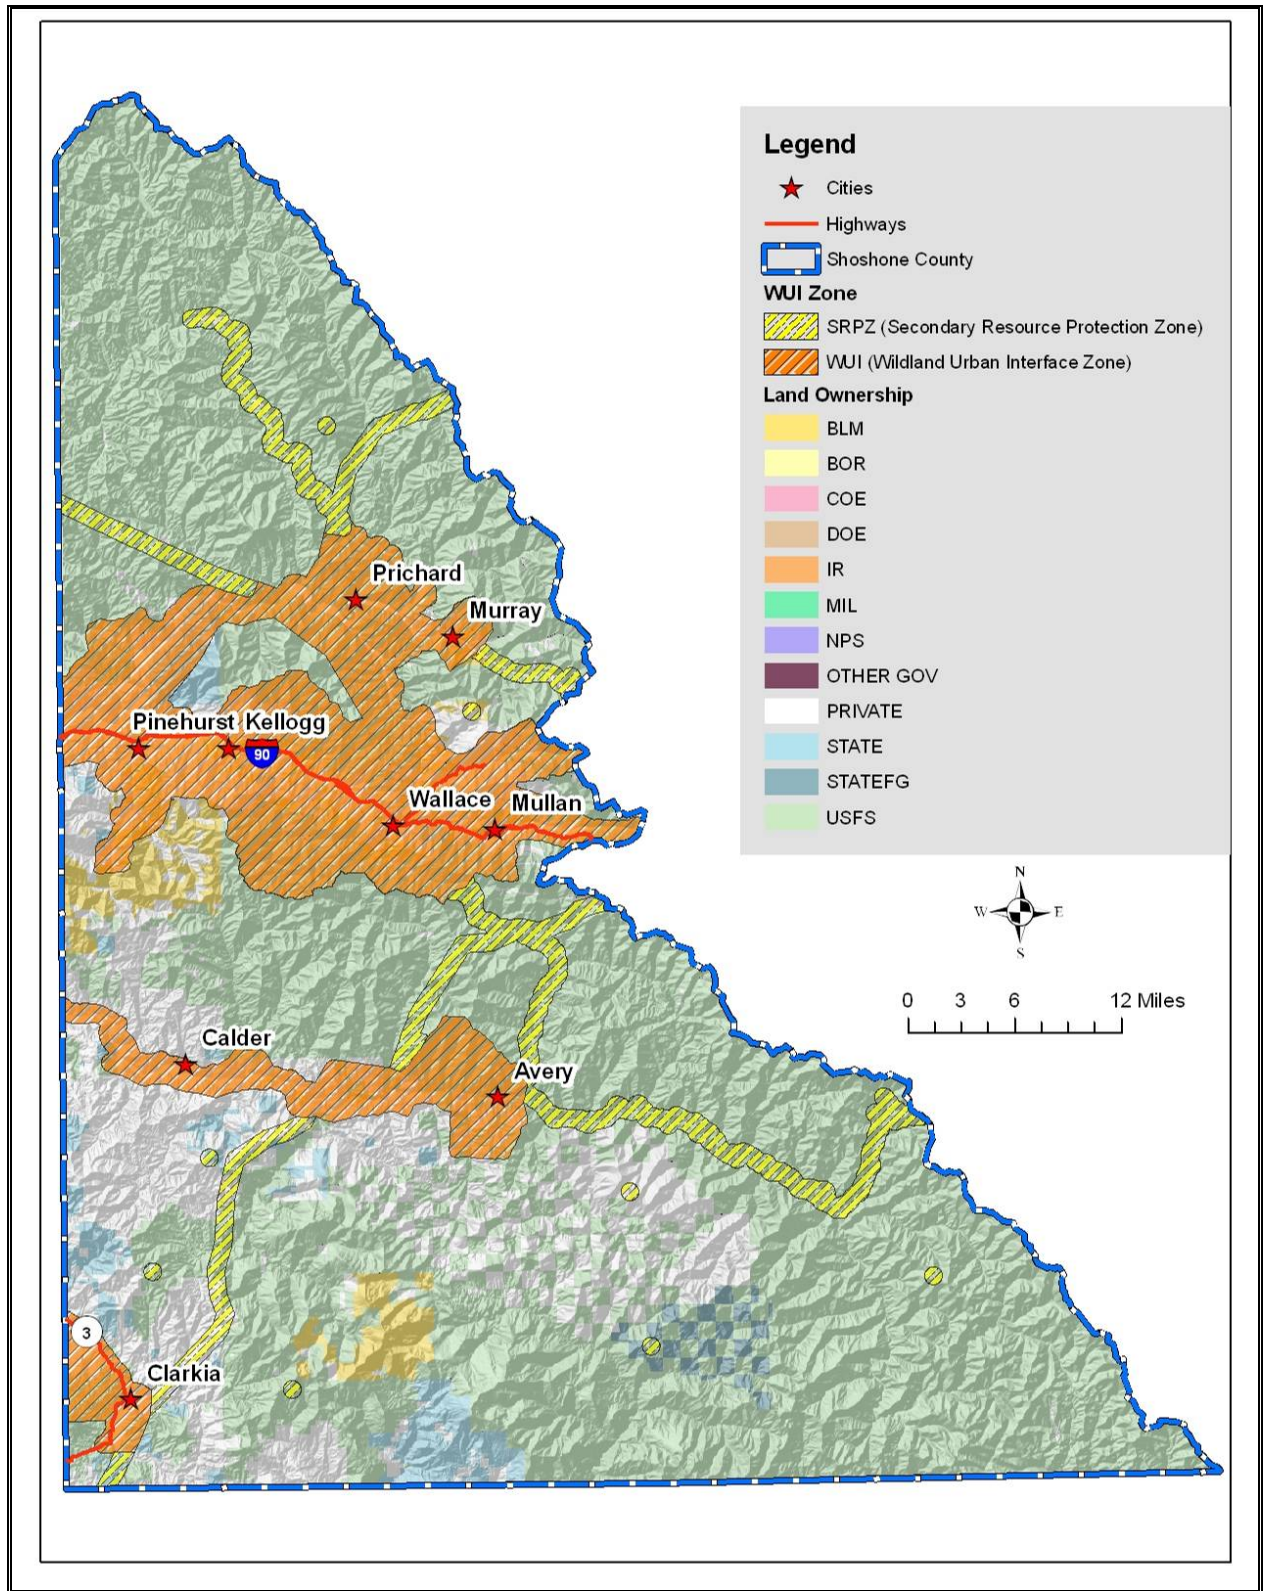 Legend
Cities
Highways
Shoshone County
WUI Zone
SRPZ (Secondary Resource Protection Zone)
WUI (Wildland Urban Interface Zone)
Land Ownership
BLM
BOR
COE
DOE
IR
MIL
NPS
OTHER GOV
PRIVATE
STATE
STATEFG
USFS
Prichard
Murray
Pinehurst
Kellogg
90
Wallace
Mullan
N
W
E
S
0 3 6 12 Miles
Calder
Avery
3
Clarkia